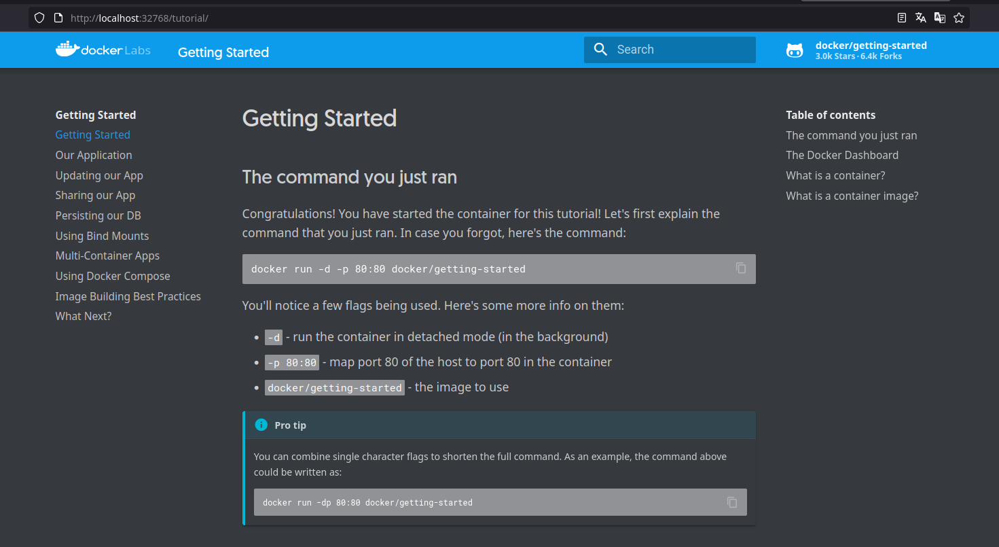 http://localhost:32768/tutorial/
docker Labs
Getting Started
Search
docker/getting-started
3.0k Stars · 6.4k Forks
Getting Started
Getting Started
Our Application
Updating our App
Sharing our App
Persisting our DB
Using Bind Mounts
Multi-Container Apps
Using Docker Compose
Image Building Best Practices
What Next?
Getting Started
The command you just ran
Congratulations! You have started the container for this tutorial! Let's first explain the
command that you just ran. In case you forgot, here's the command:
docker run -d -p 80:80 docker/getting-started
You'll notice a few flags being used. Here's some more info on them:
• -d - run the container in detached mode (in the background)
• -p 80:80 - map port 80 of the host to port 80 in the container
• docker/getting-started - the image to use
Pro tip
You can combine single character flags to shorten the full command. As an example, the command above
could be written as:
docker run -dp 80:80 docker/getting-started
Table of contents
The command you just ran
The Docker Dashboard
What is a container?
What is a container image?